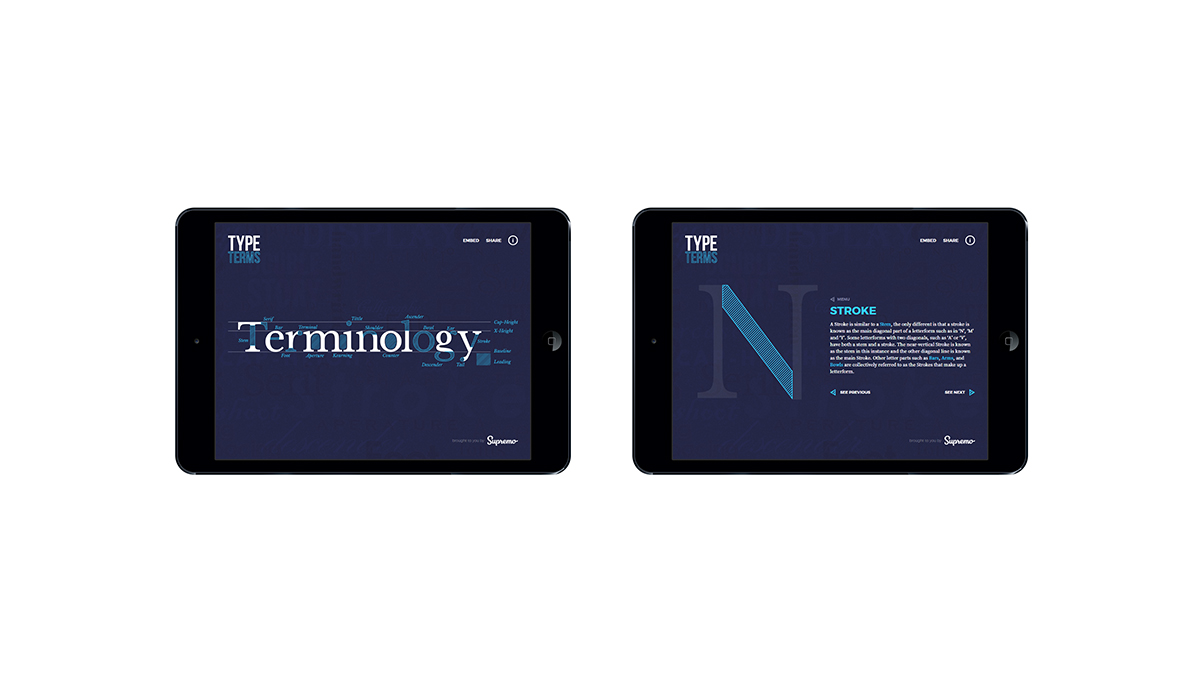 TYPE
TERMS
EMBED SHARE i
Serif Tittle Ascender
Bar Terminal Shoulder Bowl Ear
Cap-Height
X-Height
Terminology
Stem Stroke
Foot Aperture Kearning Counter
Baseline
Descender Tail
Leading
brought to you by Supremo
TYPE
TERMS
EMBED SHARE i
N
MENU
STROKE
A Stroke is similar to a Stem, the only different is that a stroke is
known as the main diagonal part of a letterform such as in 'N', 'M'
and 'Y'. Some letterforms with two diagonals, such as 'A' or 'V',
have both a stem and a stroke. The near-vertical Stroke is known
as the stem in this instance and the other diagonal line is known
as the main Stroke. Other letter parts such as Bars, Arms, and
Bowls are collectively referred to as the Strokes that make up a
letterform.
SEE PREVIOUS SEE NEXT
brought to you by Supremo